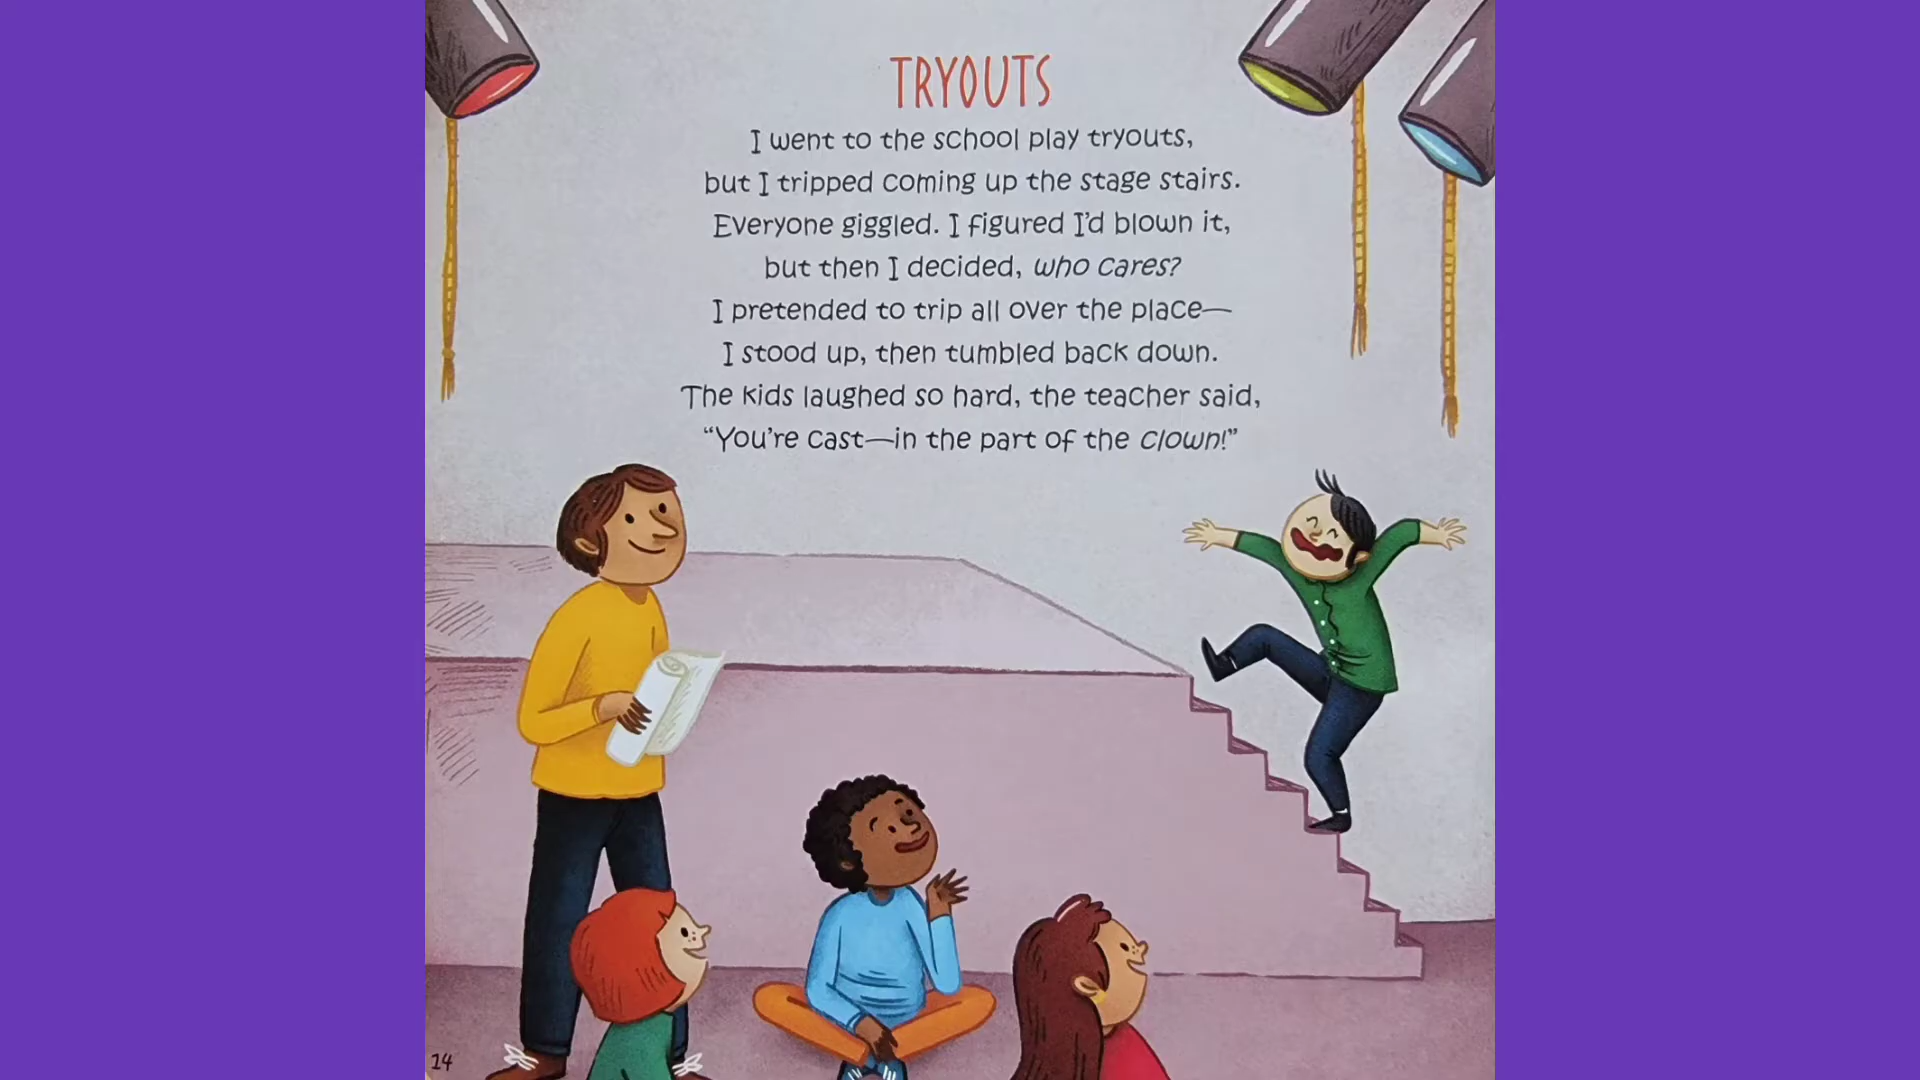 TRYOUTS
I went to the school play tryouts,
but I tripped coming up the stage stairs.
Everyone giggled. I figured I'd blown it,
but then I decided, who cares?
I pretended to trip all over the place—
I stood up, then tumbled back down.
The kids laughed so hard, the teacher said,
“You're cast—in the part of the clown!”
14